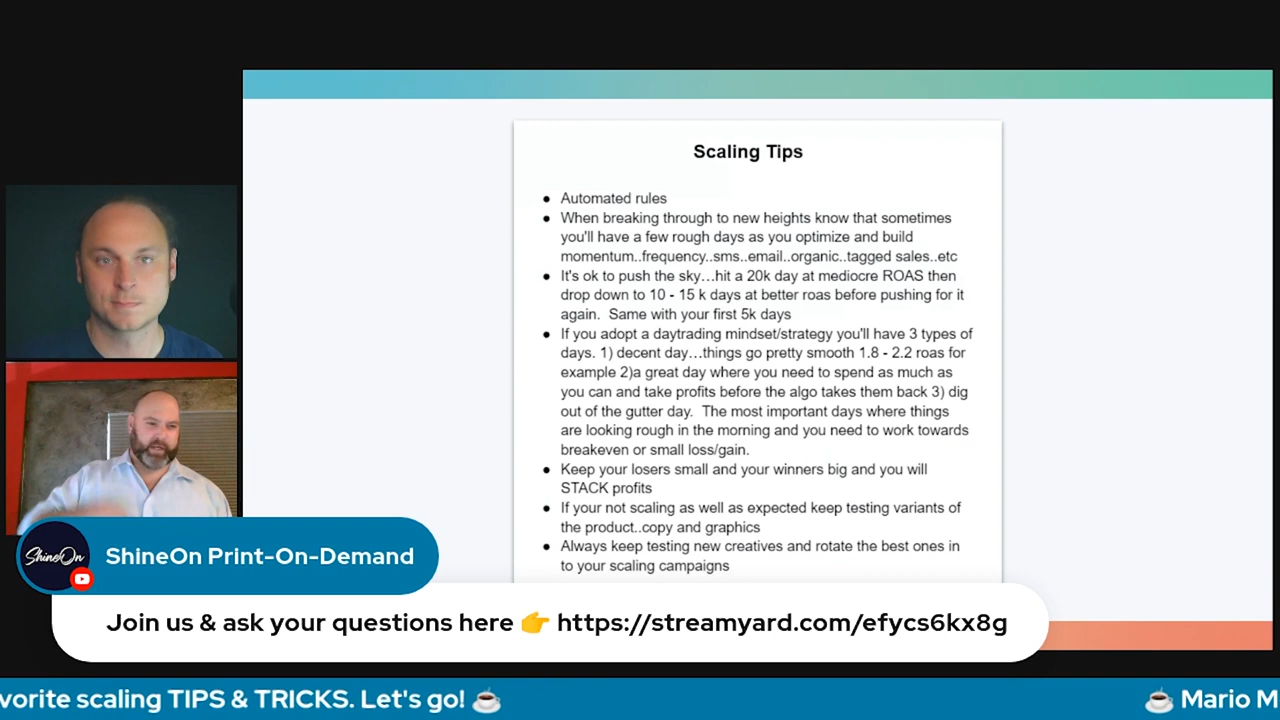 Scaling Tips
● Automated rules
● When breaking through to new heights know that sometimes
you'll have a few rough days as you optimize and build
momentum..frequency..sms..email..organic..tagged sales..etc
● It's ok to push the sky…hit a 20k day at mediocre ROAS then
drop down to 10 - 15 k days at better roas before pushing for it
again.  Same with your first 5k days
● If you adopt a daytrading mindset/strategy you'll have 3 types of
days. 1) decent day…things go pretty smooth 1.8 - 2.2 roas for
example 2)a great day where you need to spend as much as
you can and take profits before the algo takes them back 3) dig
out of the gutter day.  The most important days where things
are looking rough in the morning and you need to work towards
breakeven or small loss/gain.
● Keep your losers small and your winners big and you will
STACK profits
● If your not scaling as well as expected keep testing variants of
the product..copy and graphics
● Always keep testing new creatives and rotate the best ones in
to your scaling campaigns
ShineOn
ShineOn Print-On-Demand
Join us & ask your questions here 👉 https://streamyard.com/efycs6kx8g
vorite scaling TIPS & TRICKS. Let's go! ☕ ☕ Mario M